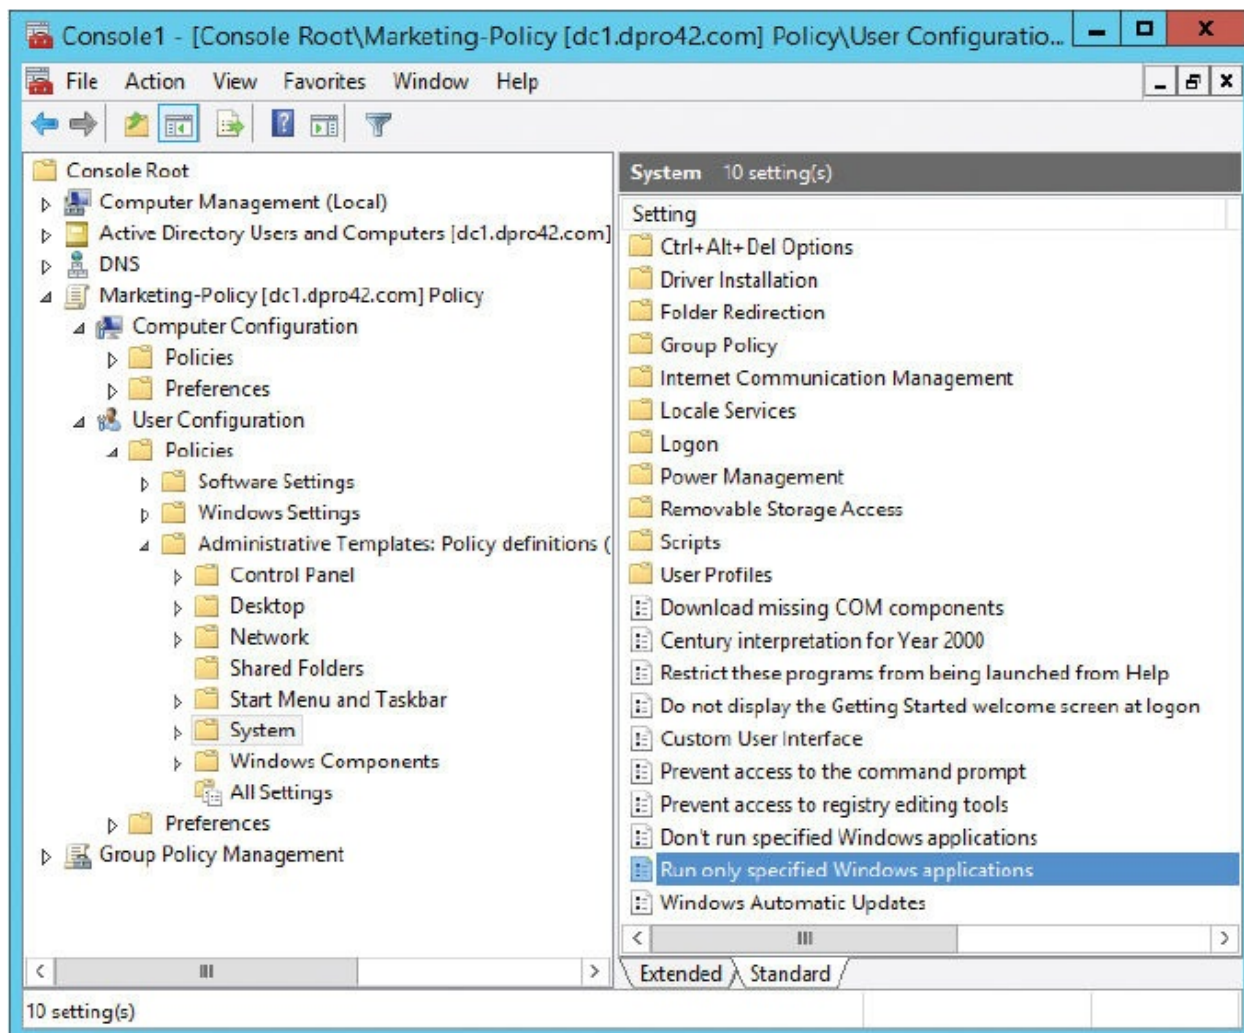 Console1 - [Console Root\Marketing-Policy [dc1.dpro42.com] Policy\User Configuratio...
File Action View Favorites Window Help
Console Root
Computer Management (Local)
Active Directory Users and Computers [dc1.dpro42.com]
DNS
Marketing-Policy [dc1.dpro42.com] Policy
Computer Configuration
Policies
Preferences
User Configuration
Policies
Software Settings
Windows Settings
Administrative Templates: Policy definitions (
Control Panel
Desktop
Network
Shared Folders
Start Menu and Taskbar
System
Windows Components
All Settings
Preferences
Group Policy Management
System 10 setting(s)
Setting
Ctrl+Alt+Del Options
Driver Installation
Folder Redirection
Group Policy
Internet Communication Management
Locale Services
Logon
Power Management
Removable Storage Access
Scripts
User Profiles
Download missing COM components
Century interpretation for Year 2000
Restrict these programs from being launched from Help
Do not display the Getting Started welcome screen at logon
Custom User Interface
Prevent access to the command prompt
Prevent access to registry editing tools
Don't run specified Windows applications
Run only specified Windows applications
Windows Automatic Updates
Extended Standard
10 setting(s)